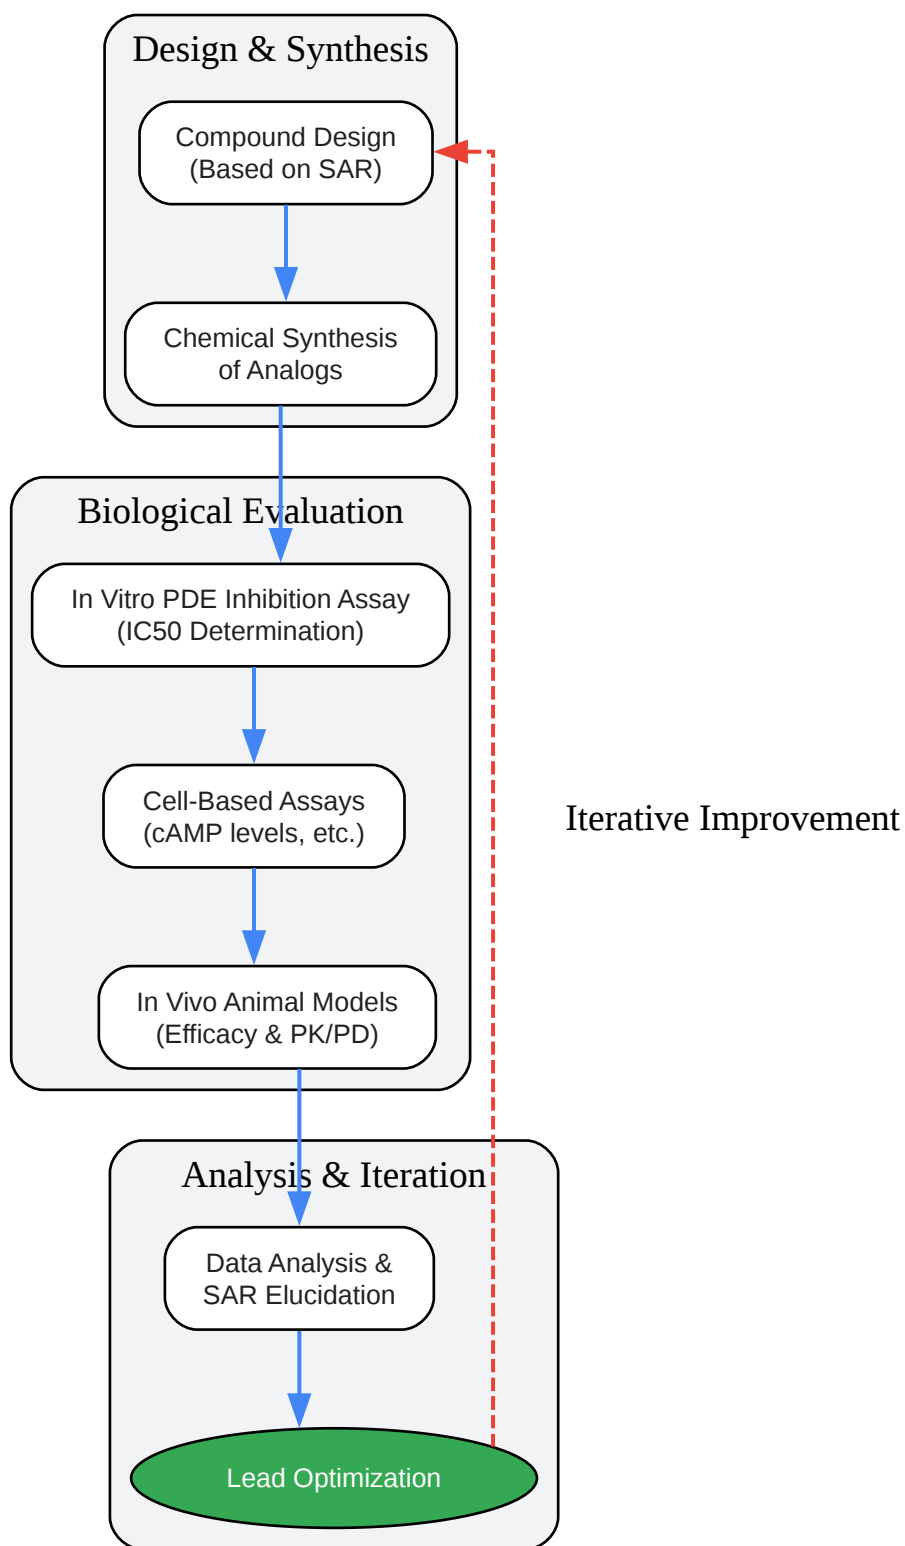 Design & Synthesis
Compound Design
(Based on SAR)
Chemical Synthesis
of Analogs
Biological Evaluation
In Vitro PDE Inhibition Assay
(IC50 Determination)
Cell-Based Assays
(cAMP levels, etc.)
Iterative Improvement
In Vivo Animal Models
(Efficacy & PK/PD)
Analysis & Iteration
Data Analysis &
SAR Elucidation
Lead Optimization